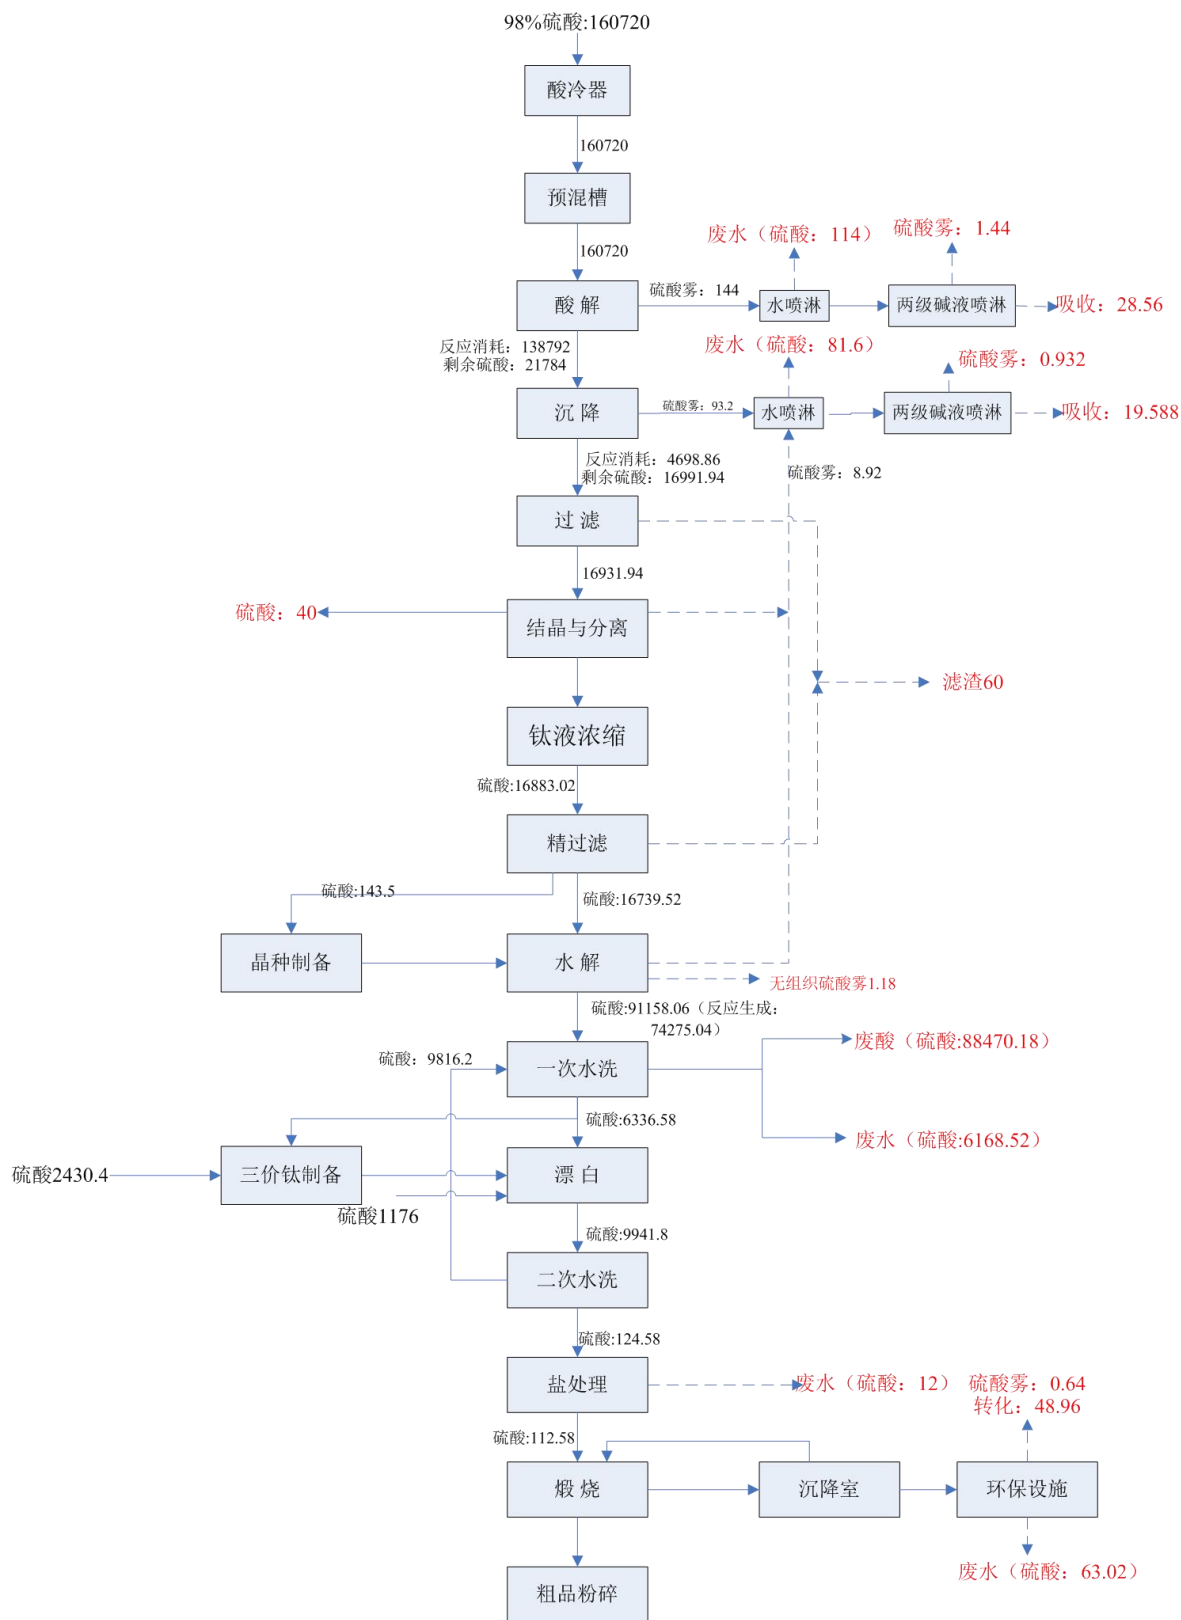 98%硫酸:160720
酸冷器
160720
预混槽
160720
废水（硫酸：114）
硫酸雾：1.44
酸 解
硫酸雾：144
水喷淋
两级碱液喷淋
吸收：28.56
反应消耗：138792
剩余硫酸：21784
废水（硫酸：81.6）
硫酸雾：0.932
沉 降
硫酸雾：93.2
水喷淋
两级碱液喷淋
吸收：19.588
反应消耗：4698.86
剩余硫酸：16991.94
硫酸雾：8.92
过 滤
16931.94
硫酸：40
结晶与分离
滤渣60
钛液浓缩
硫酸:16883.02
精过滤
硫酸:143.5
硫酸:16739.52
晶种制备
水 解
无组织硫酸雾1.18
硫酸:91158.06（反应生成：
74275.04）
废酸（硫酸:88470.18）
硫酸：9816.2
一次水洗
硫酸:6336.58
废水（硫酸:6168.52）
硫酸2430.4
三价钛制备
漂 白
硫酸1176
硫酸:9941.8
二次水洗
硫酸:124.58
盐处理
废水（硫酸：12）
硫酸雾：0.64
转化：48.96
硫酸:112.58
煅 烧
沉降室
环保设施
废水（硫酸：63.02）
粗品粉碎